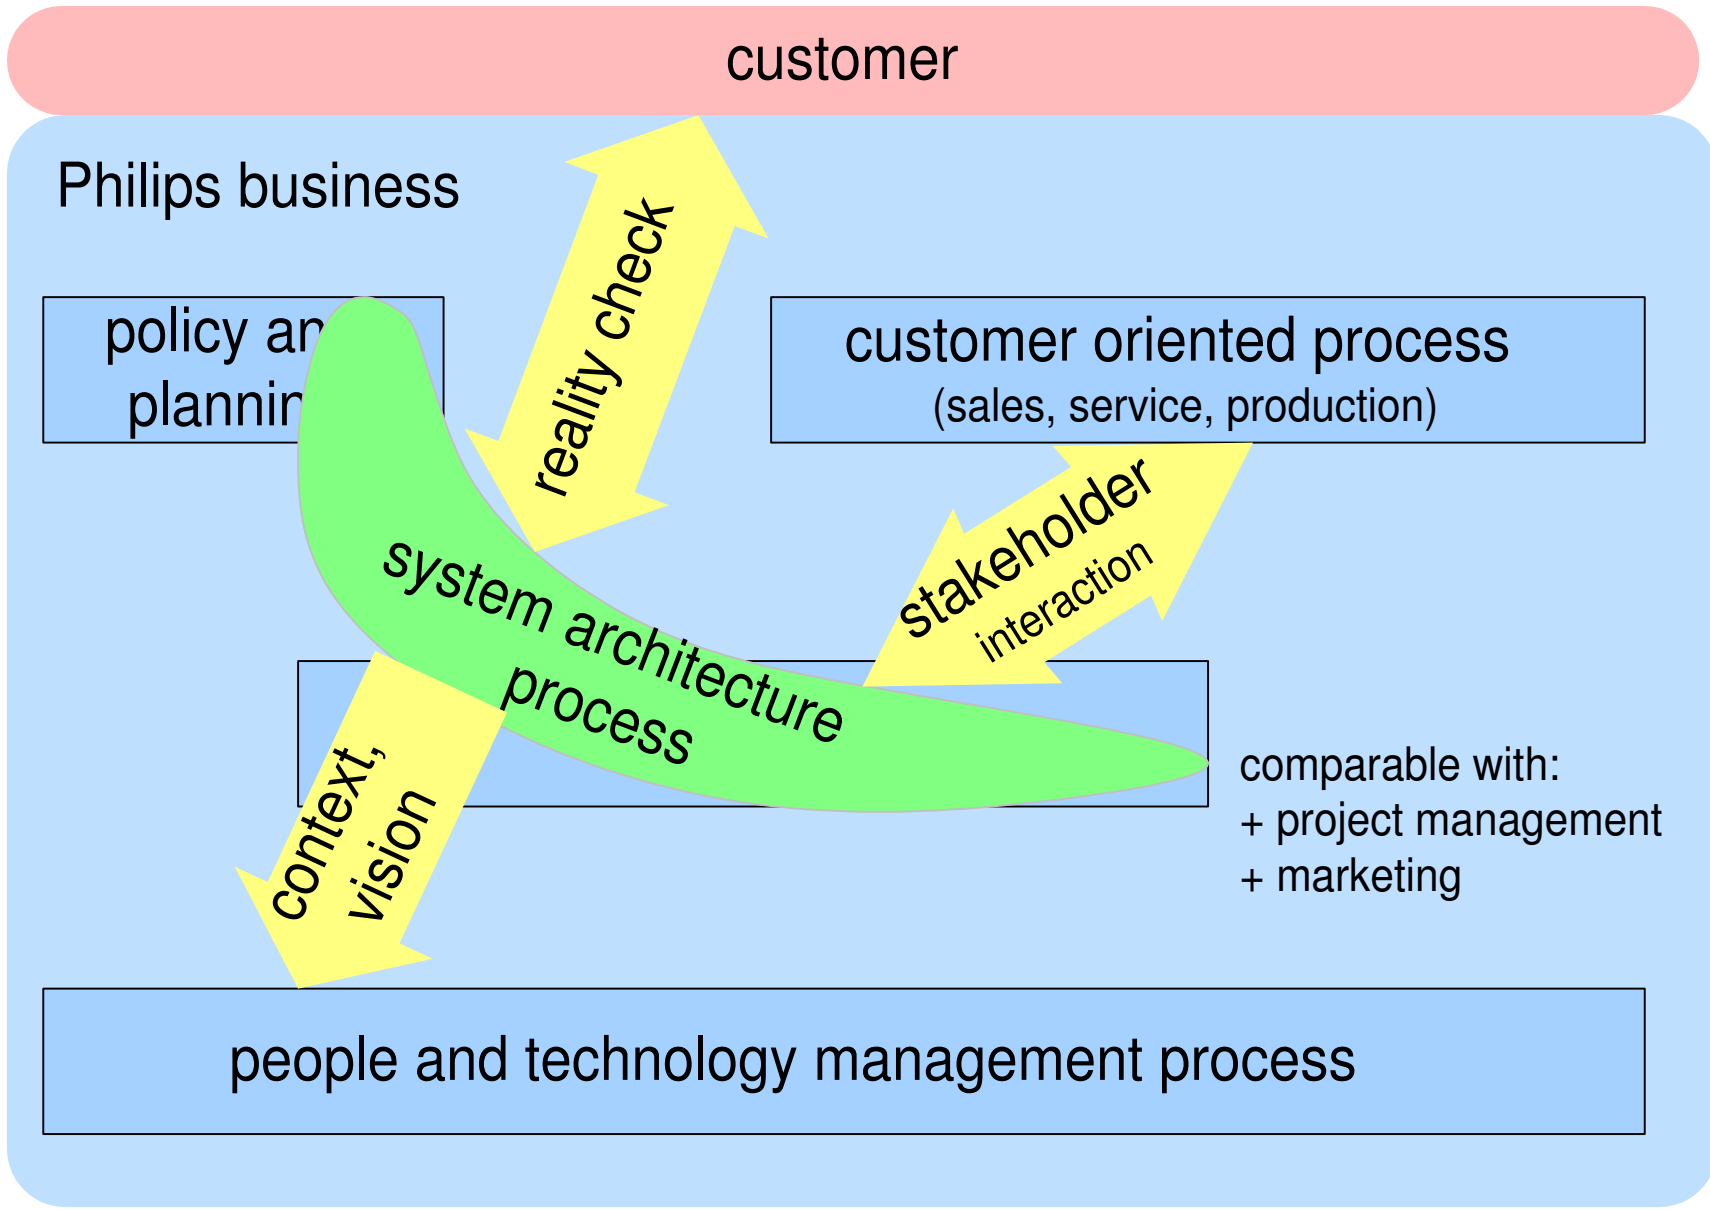 customer
Philips business
policy an
plannin
reality check
customer oriented process
(sales, service, production)
stakeholder
interaction
system architecture
process
context,
vision
comparable with:
+ project management
+ marketing
people and technology management process